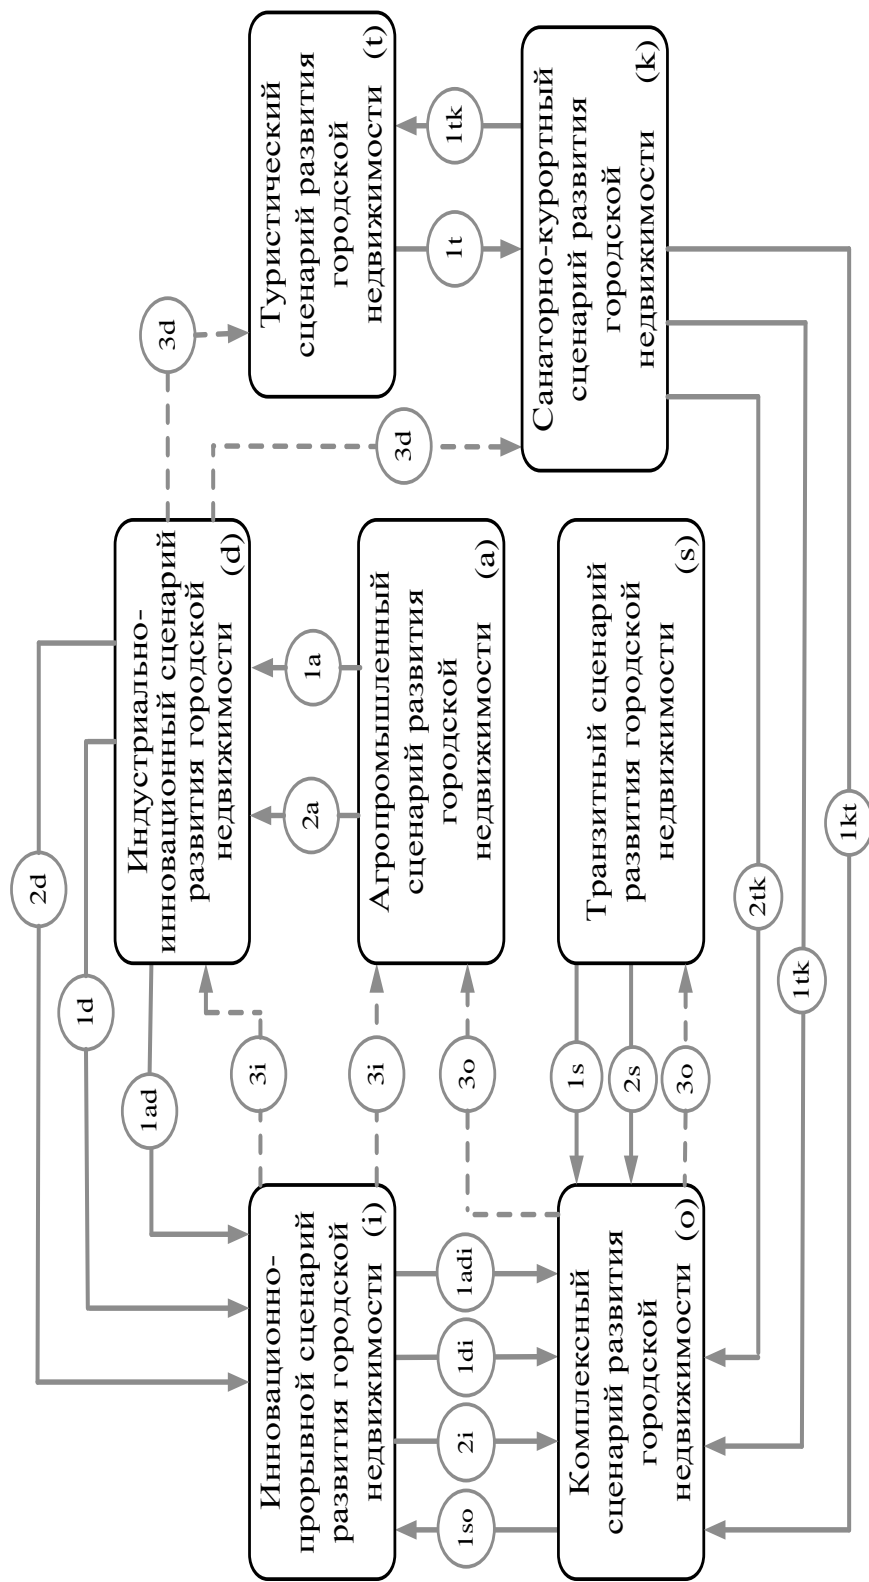 2d
1d
1ad
Индустриально-
инновационный сценарий
развития городской
недвижимости
(d)
3d
Инновационно-
прорывной сценарий
развития городской
недвижимости
(i)
3i
3i
2a
1a
3d
Туристический
сценарий развития
городской
недвижимости
(t)
1so
2i
1di
1adi
3o
Агропромышленный
сценарий развития
городской
недвижимости
(a)
1t
1tk
Комплексный
сценарий развития
городской
недвижимости
(o)
1s
2s
3o
Транзитный сценарий
развития городской
недвижимости
(s)
Санаторно-курортный
сценарий развития
городской
недвижимости
(k)
2tk
1tk
1kt